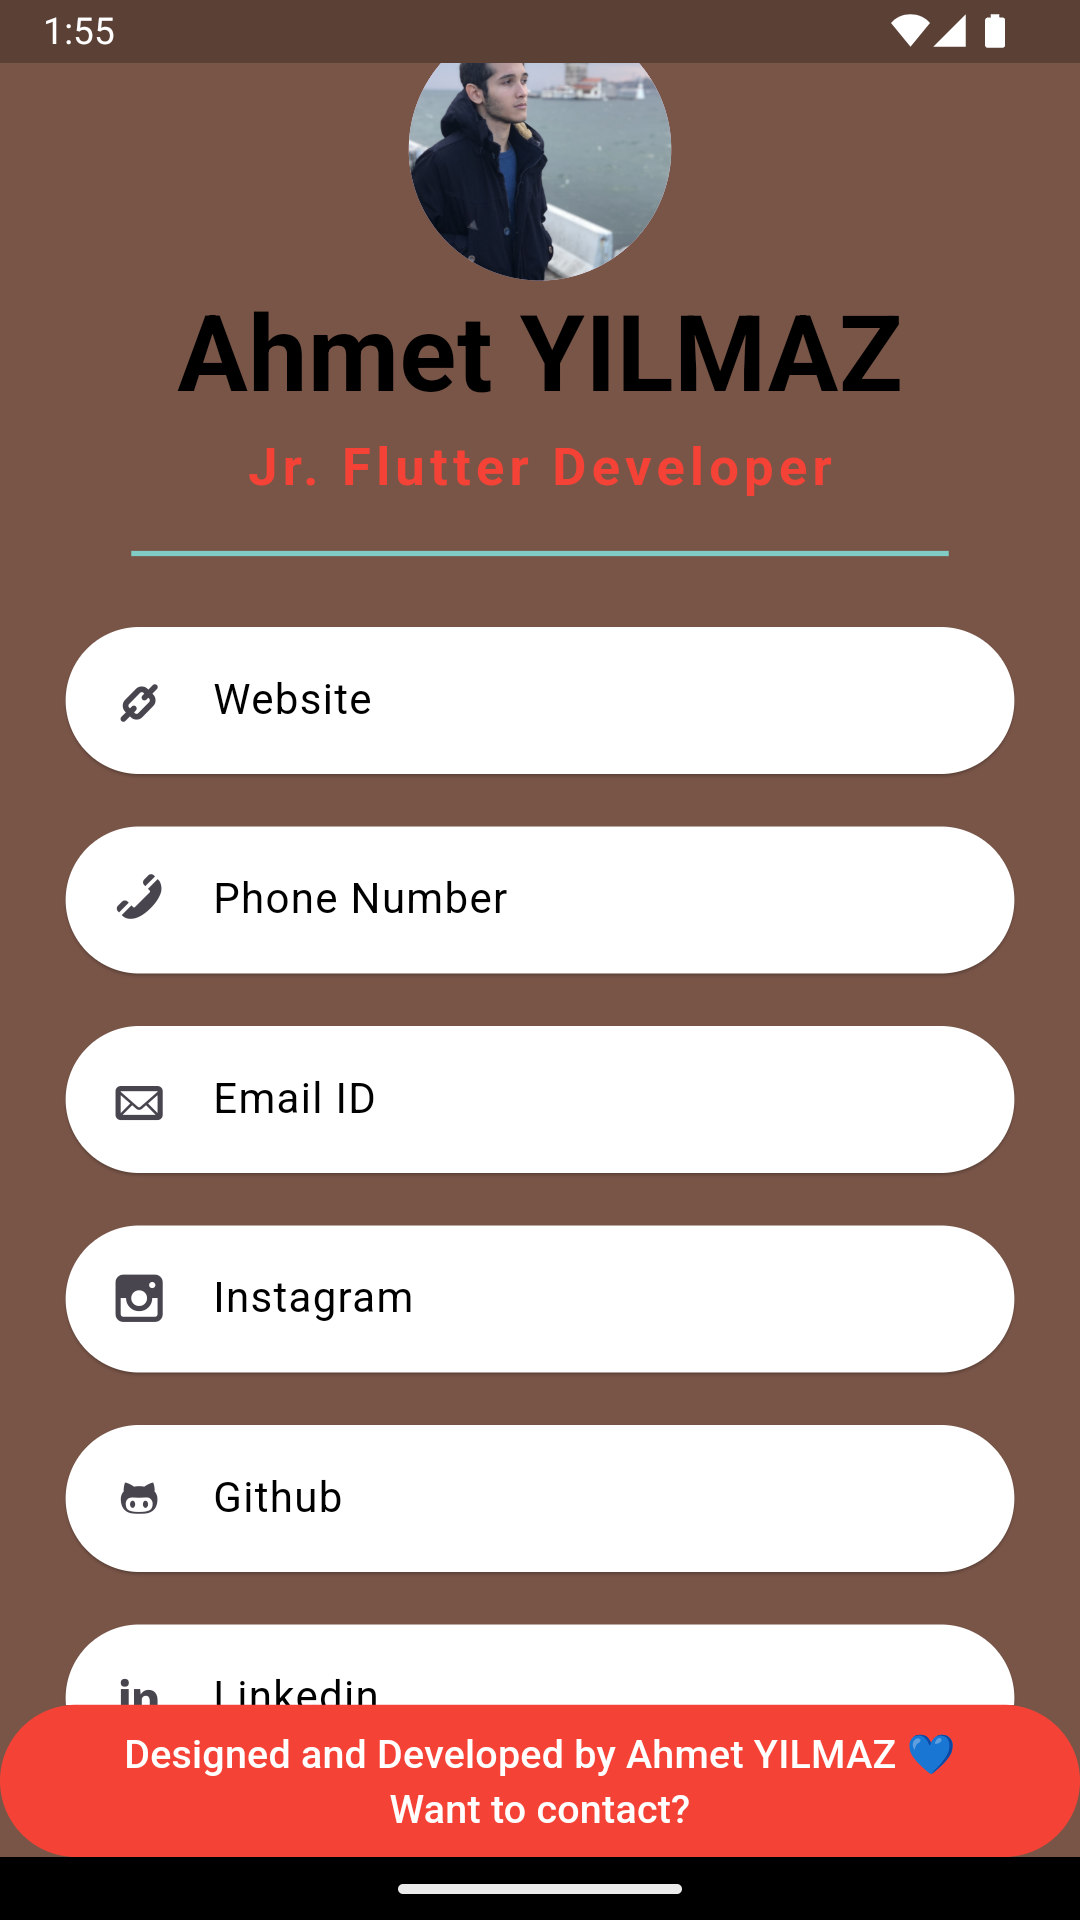 1:55
Ahmet YILMAZ
Jr. Flutter Developer
Website
Phone Number
Email ID
Instagram
Github
Linkedin
Designed and Developed by Ahmet YILMAZ 💙
Want to contact?